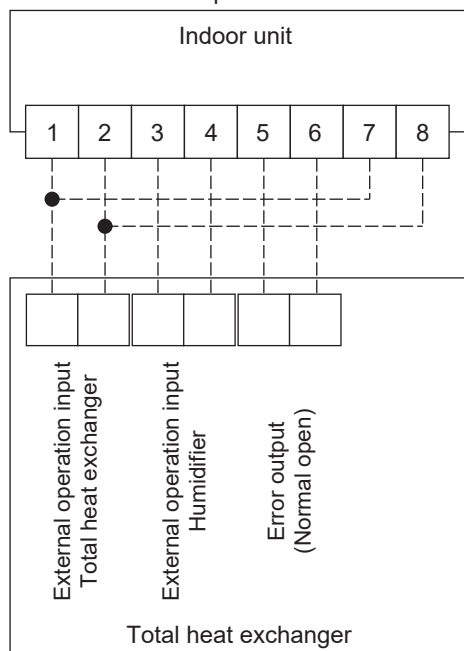 Indoor unit
1 2 3 4 5 6 7 8
External operation input
Total heat exchanger
External operation input
Humidifier
Error output
(Normal open)
Total heat exchanger